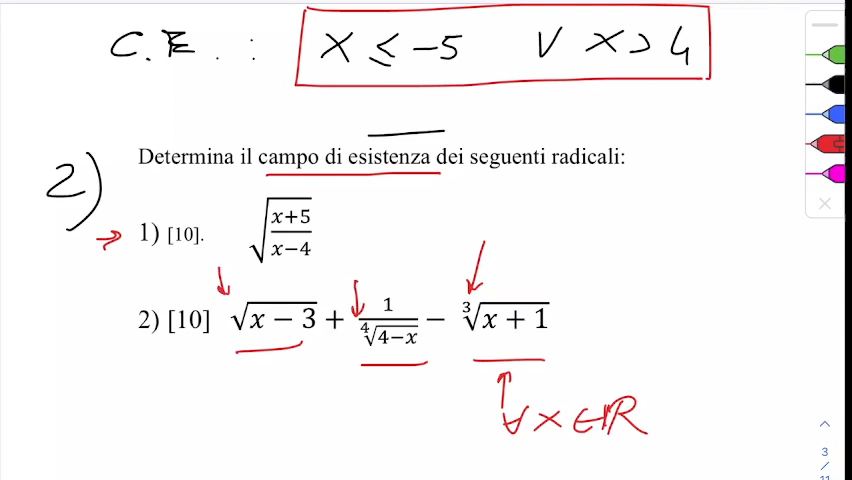 C.E. : x ≤ -5 ∨ x > 4
2)
Determina il campo di esistenza dei seguenti radicali:
1) [10]. √((x+5)/(x−4))
2) [10] √(x − 3) + 1/∜(4−x) − ∛(x + 1)
∀ x ∈ ℝ
3
/
11